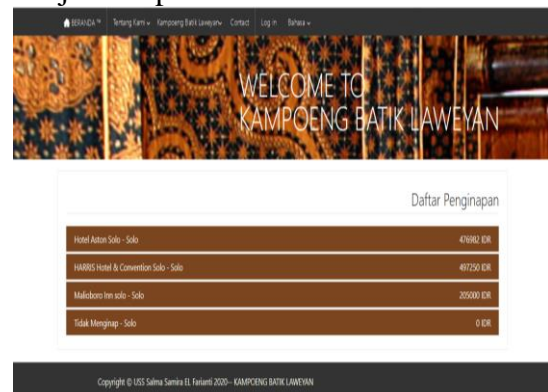 BERANDA Tentang Kami Kampoeng Batik Laweyan Contact Log in Bahasa
WELCOME TO
KAMPOENG BATIK LAWEYAN
Daftar Penginapan
Hotel Aston Solo - Solo 476982 IDR
HARRIS Hotel & Convention Solo - Solo 497250 IDR
Malioboro Inn solo - Solo 205000 IDR
Tidak Menginap - Solo 0 IDR
Copyright © USS Salma Samira EL Farianti 2020-- KAMPOENG BATIK LAWEYAN